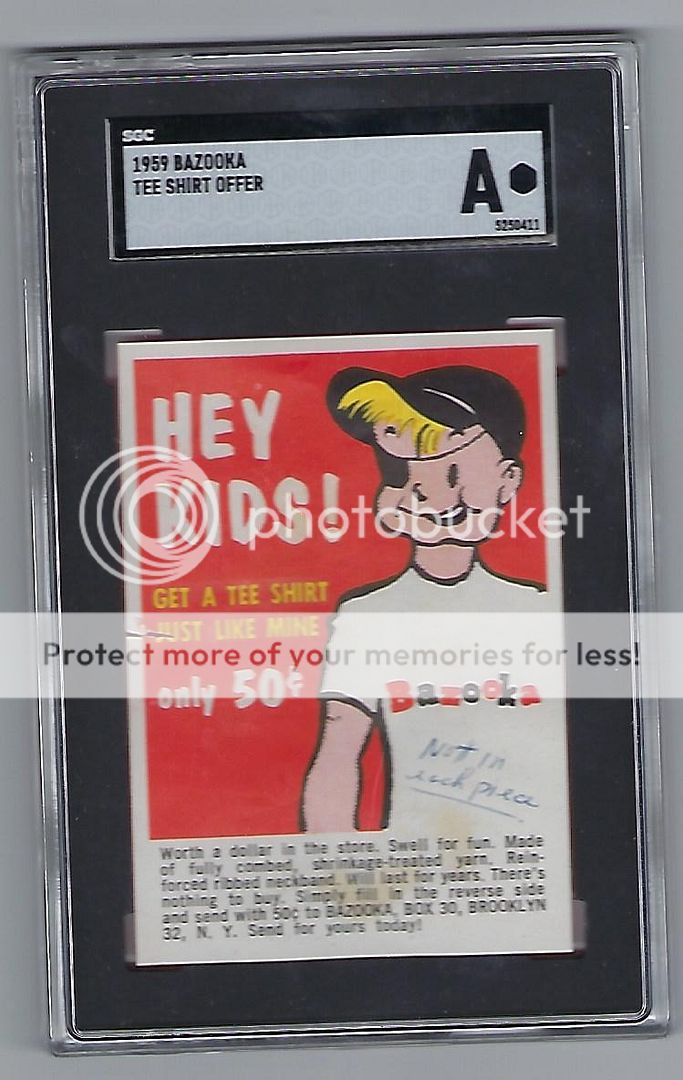 SGC
1959 BAZOOKA
TEE SHIRT OFFER
A
5250411
HEY
KIDS!
photobucket
GET A TEE SHIRT
JUST LIKE MINE
Protect more of your memories for less!
only 50¢
Bazooka
Not in
each piece
Worth a dollar in the store. Swell for fun. Made
of fully combed, shrinkage-treated yarn. Rein-
forced ribbed neckband. Will last for years. There's
nothing to buy. Simply fill in the reverse side
and send with 50¢ to BAZOOKA, BOX 30, BROOKLYN
32, N. Y. Send for yours today!